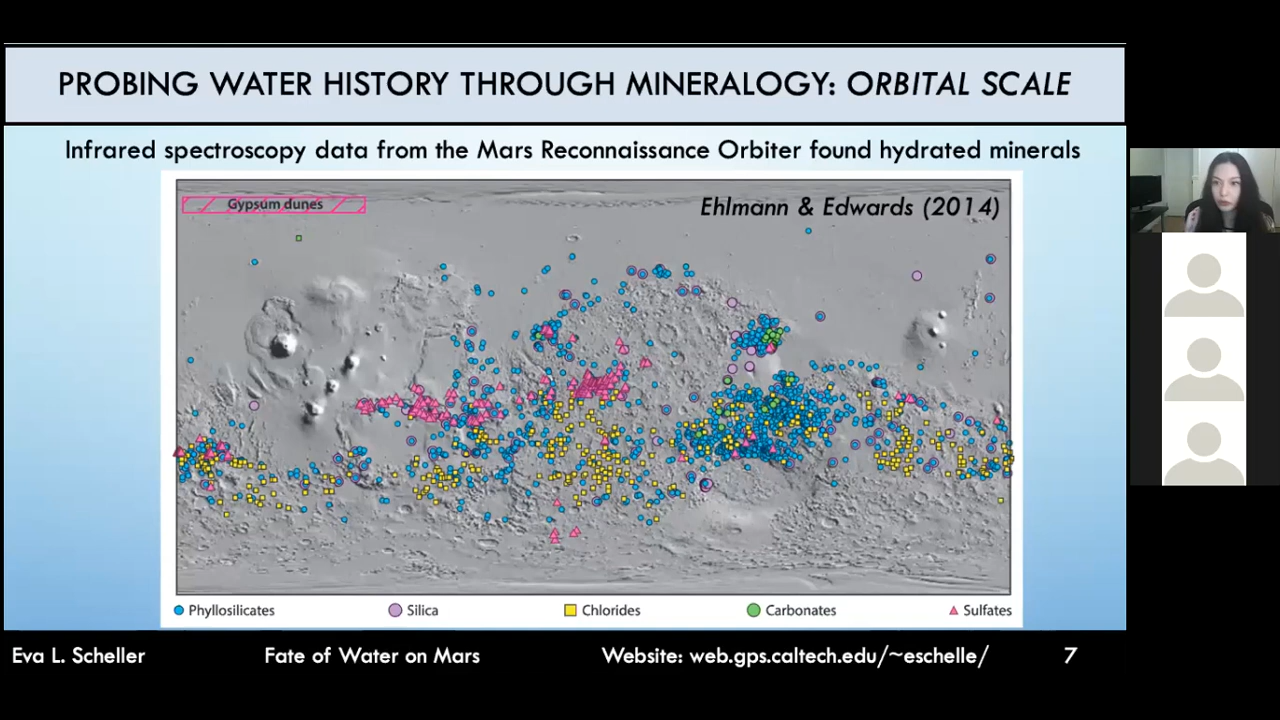 PROBING WATER HISTORY THROUGH MINERALOGY: ORBITAL SCALE
Infrared spectroscopy data from the Mars Reconnaissance Orbiter found hydrated minerals
Gypsum dunes
Ehlmann & Edwards (2014)
Phyllosilicates Silica Chlorides Carbonates Sulfates
Eva L. Scheller Fate of Water on Mars Website: web.gps.caltech.edu/~eschelle/ 7